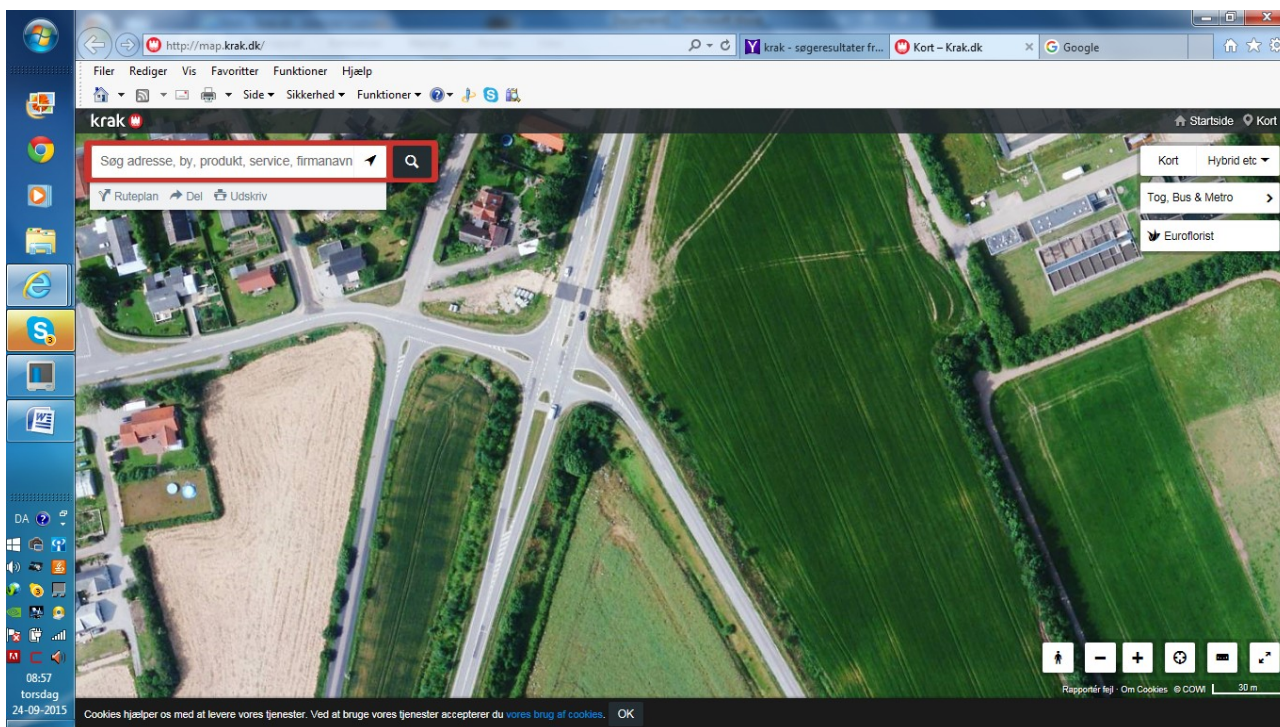 http://map.krak.dk/
krak - søgeresultater fr...
Kort – Krak.dk
Google
Filer Rediger Vis Favoritter Funktioner Hjælp
Side Sikkerhed Funktioner
krak
Startside Kort
Søg adresse, by, produkt, service, firmanavn
Ruteplan Del Udskriv
Kort Hybrid etc
Tog, Bus & Metro
Euroflorist
DA
08:57
torsdag
24-09-2015
Rapportér fejl · Om Cookies © COWI 30 m
Cookies hjælper os med at levere vores tjenester. Ved at bruge vores tjenester accepterer du vores brug af cookies. OK